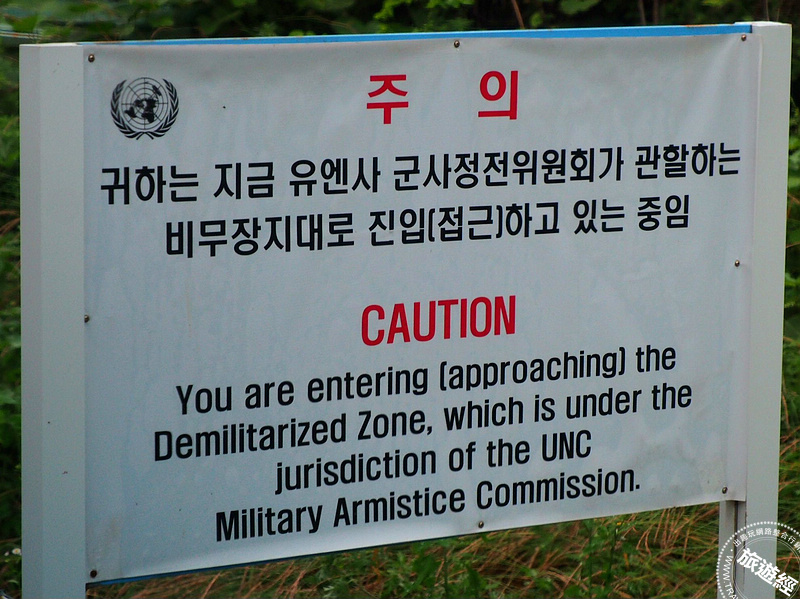 주 의
귀하는 지금 유엔사 군사정전위원회가 관할하는
비무장지대로 진입(접근)하고 있는 중임
CAUTION
You are entering (approaching) the
Demilitarized Zone, which is under the
jurisdiction of the UNC
Military Armistice Commission.
旅遊經